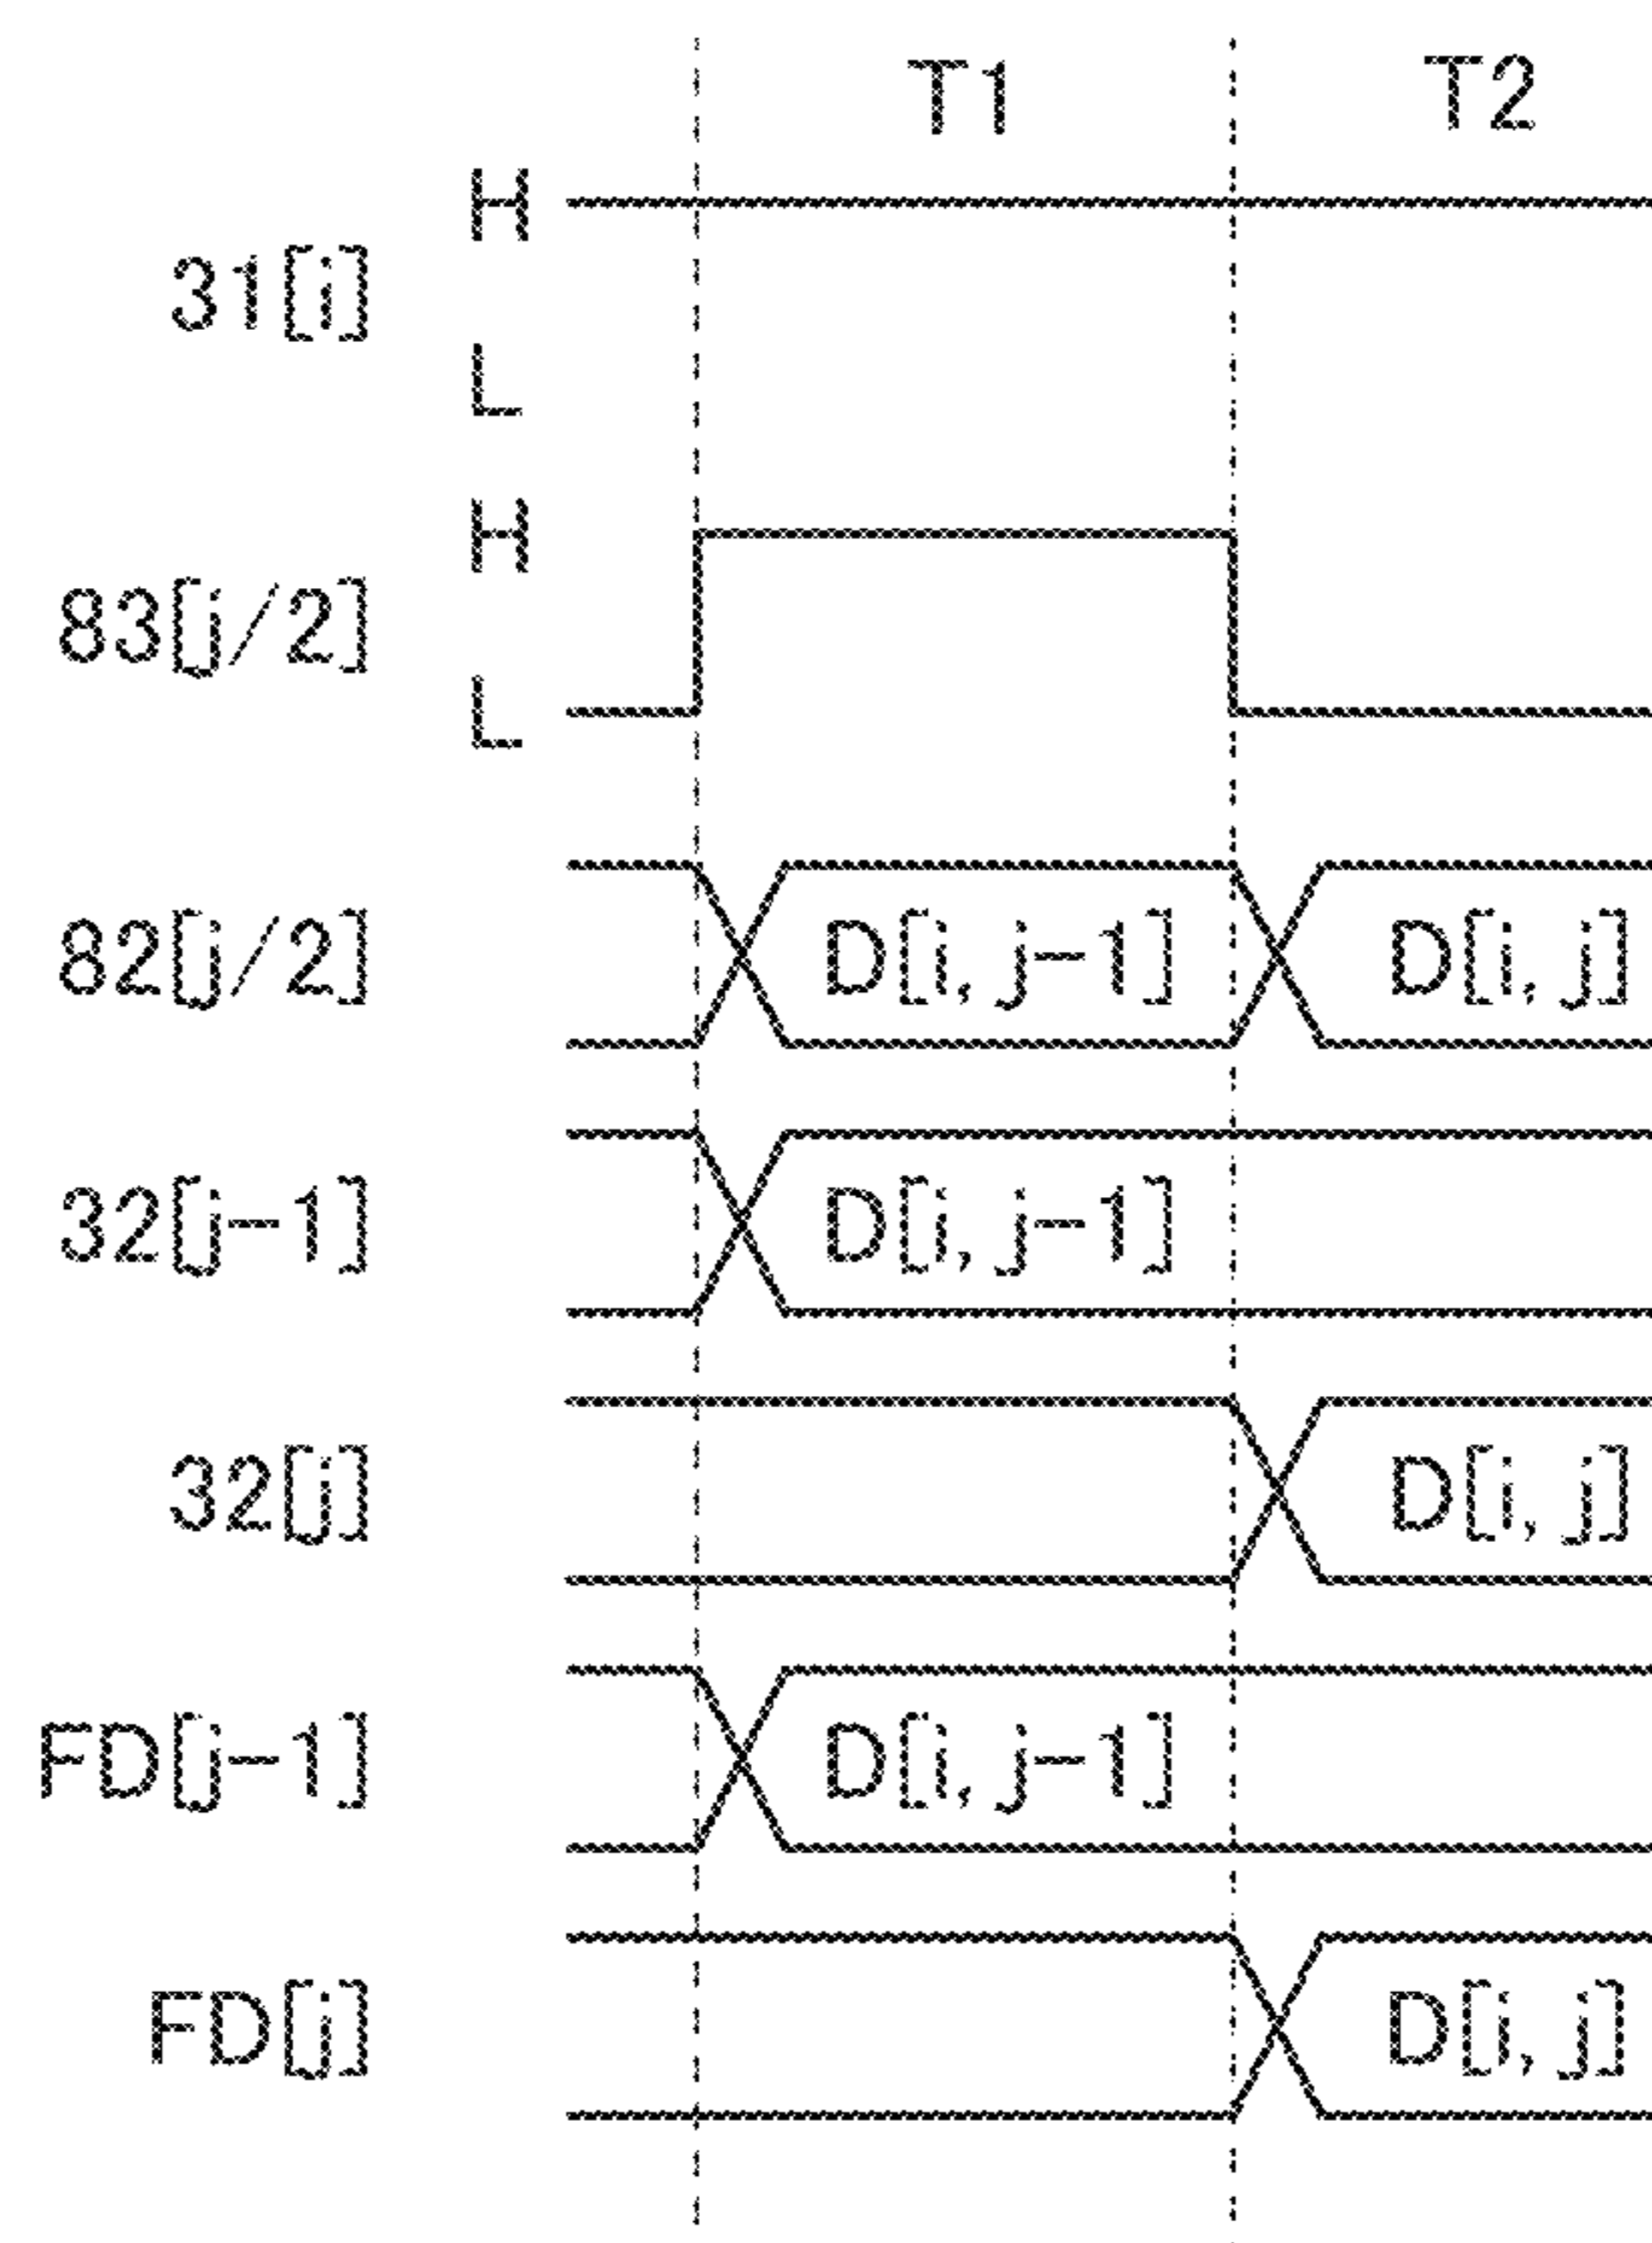 T1 T2
H
31[i]
L
H
83[j/2]
L
82[j/2] D[i, j-1] D[i, j]
32[j-1] D[i, j-1]
32[j] D[i, j]
FD[j-1] D[i, j-1]
FD[j] D[i, j]